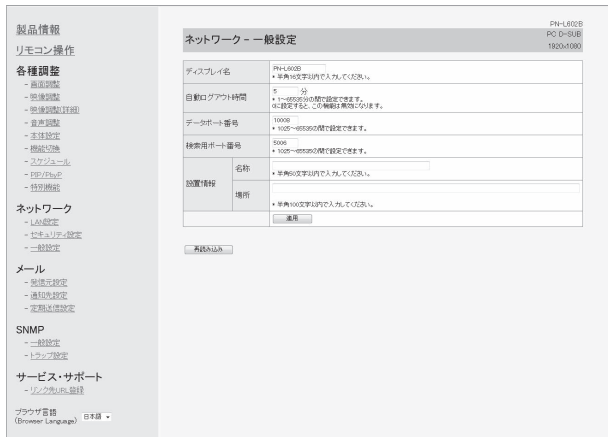 製品情報
リモコン操作
各種調整
- 画面調整
- 映像調整
- 映像調整(詳細)
- 音声調整
- 本体設定
- 機能切換
- スケジュール
- PIP/PbyP
- 特別機能
ネットワーク
- LAN設定
- セキュリティ設定
- 一般設定
メール
- 発信元設定
- 通知先設定
- 定期送信設定
SNMP
- 一般設定
- トラップ設定
サービス・サポート
- リンク先URL登録
ブラウザ言語
(Browser Language) 日本語
PN-L602B
PC D-SUB
1920x1080
ネットワーク – 一般設定
ディスプレイ名
PN-L602B
* 半角16文字以内で入力してください。
自動ログアウト時間
5 分
* 1~65535分の間で設定できます。
0に設定すると、この機能は無効になります。
データポート番号
10008
* 1025~65535の間で設定できます。
検索用ポート番号
5006
* 1025~65535の間で設定できます。
設置情報
名称
* 半角50文字以内で入力してください。
場所
* 半角100文字以内で入力してください。
適用
再読み込み